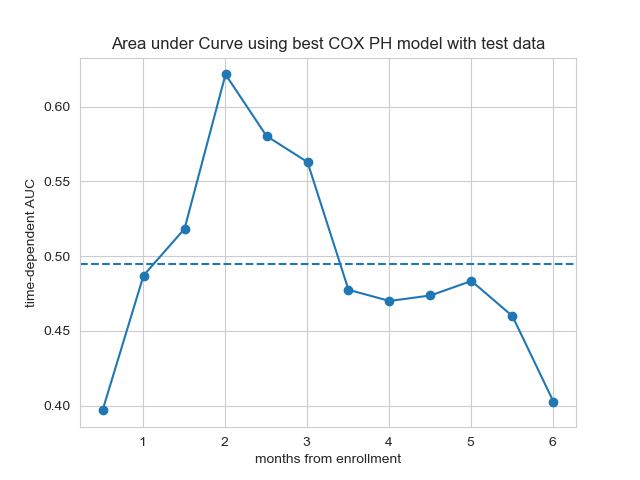 Area under Curve using best COX PH model with test data
time-dependent AUC
0.60
0.55
0.50
0.45
0.40
1 2 3 4 5 6
months from enrollment